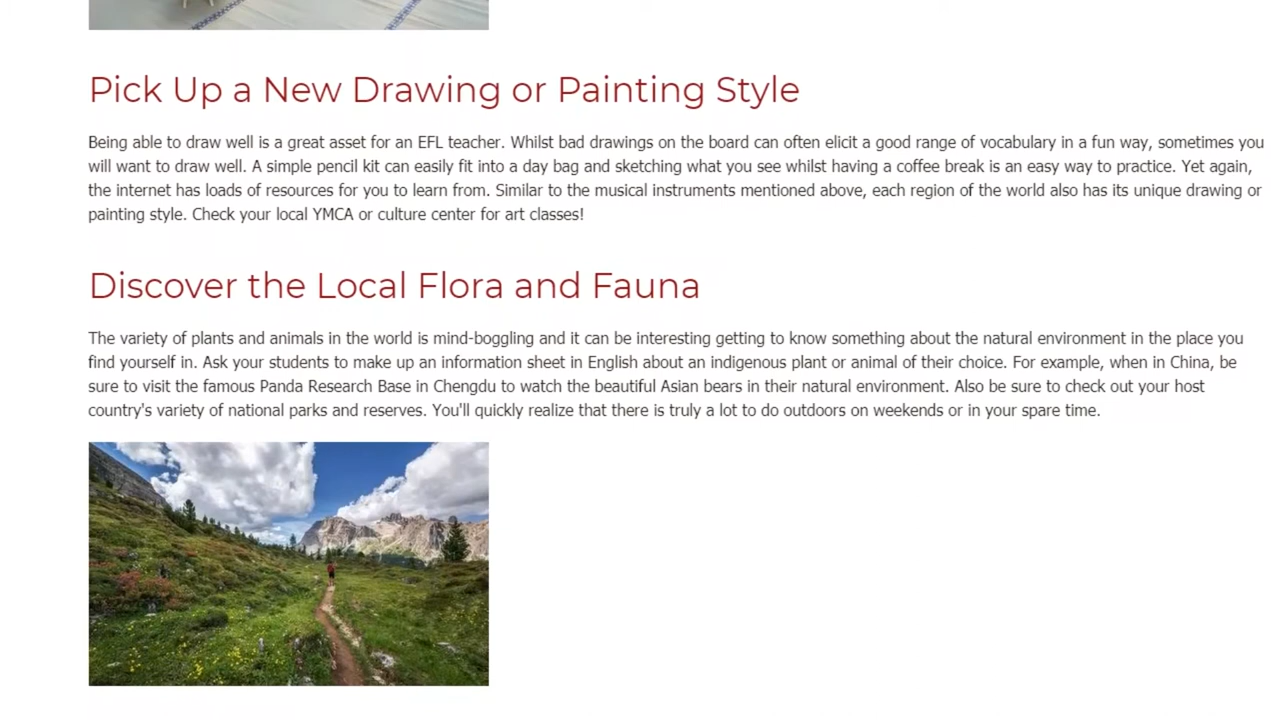 Pick Up a New Drawing or Painting Style
Being able to draw well is a great asset for an EFL teacher. Whilst bad drawings on the board can often elicit a good range of vocabulary in a fun way, sometimes you
will want to draw well. A simple pencil kit can easily fit into a day bag and sketching what you see whilst having a coffee break is an easy way to practice. Yet again,
the internet has loads of resources for you to learn from. Similar to the musical instruments mentioned above, each region of the world also has its unique drawing or
painting style. Check your local YMCA or culture center for art classes!
Discover the Local Flora and Fauna
The variety of plants and animals in the world is mind-boggling and it can be interesting getting to know something about the natural environment in the place you
find yourself in. Ask your students to make up an information sheet in English about an indigenous plant or animal of their choice. For example, when in China, be
sure to visit the famous Panda Research Base in Chengdu to watch the beautiful Asian bears in their natural environment. Also be sure to check out your host
country's variety of national parks and reserves. You'll quickly realize that there is truly a lot to do outdoors on weekends or in your spare time.